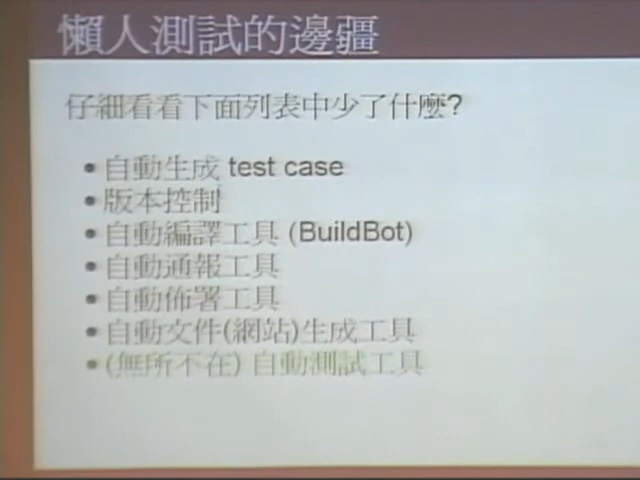 懶人測試的邊疆
仔細看看下面列表中少了什麼?
•自動生成 test case
•版本控制
•自動編譯工具 (BuildBot)
•自動通報工具
•自動佈署工具
•自動文件(網站)生成工具
•(無所不在) 自動測試工具